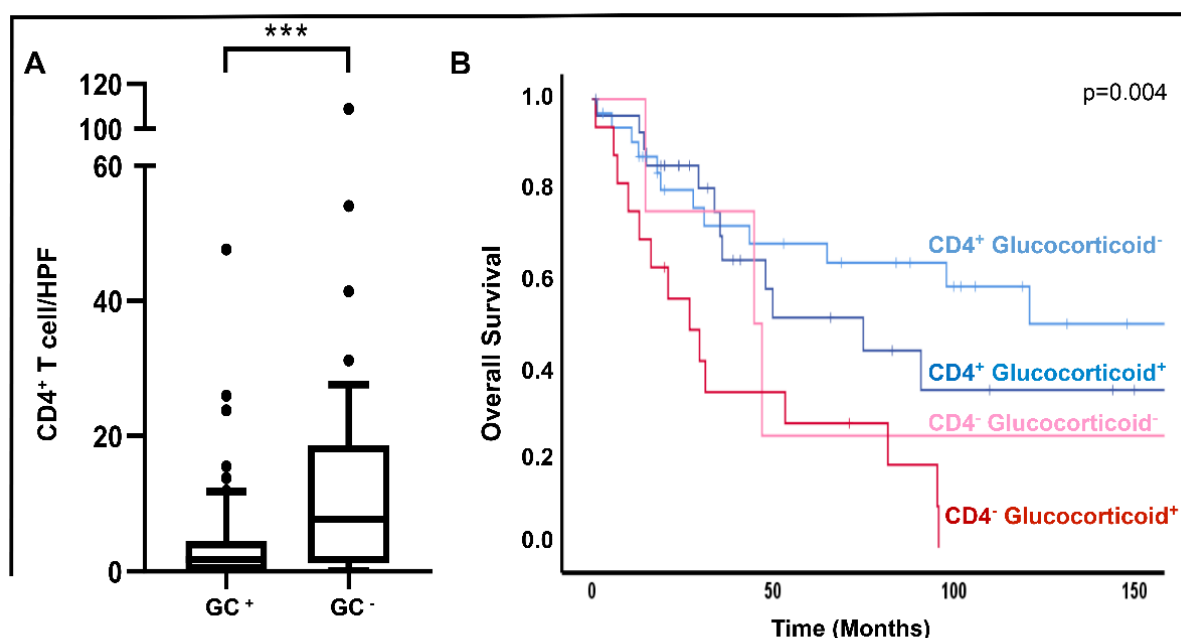 A
***
120
100
60
40
20
0
CD4⁺ T cell/HPF
GC ⁺
GC ⁻
B
p=0.004
1.0
0.8
0.6
0.4
0.2
0.0
Overall Survival
CD4⁺ Glucocorticoid⁻
CD4⁺ Glucocorticoid⁺
CD4⁻ Glucocorticoid⁻
CD4⁻ Glucocorticoid⁺
0
50
100
150
Time (Months)